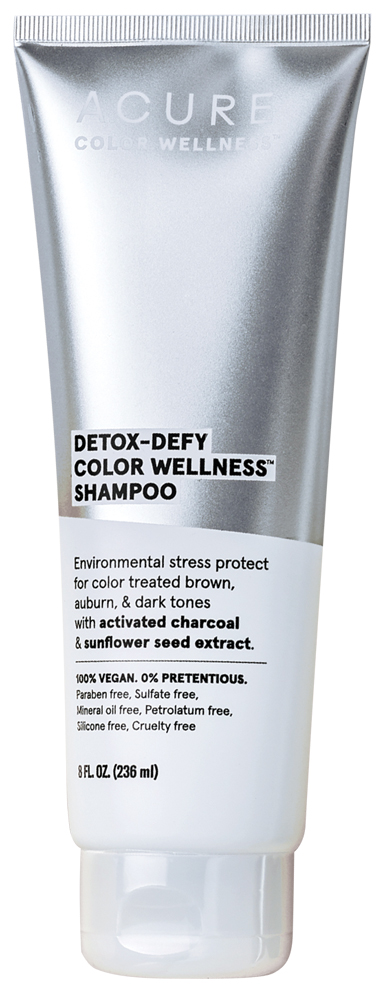 ACURE
COLOR WELLNESS™
DETOX-DEFY
COLOR WELLNESS™
SHAMPOO
Environmental stress protect
for color treated brown,
auburn, & dark tones
with activated charcoal
& sunflower seed extract.
100% VEGAN. 0% PRETENTIOUS.
Paraben free, Sulfate free,
Mineral oil free, Petrolatum free,
Silicone free, Cruelty free
8 FL. OZ. (236 ml)